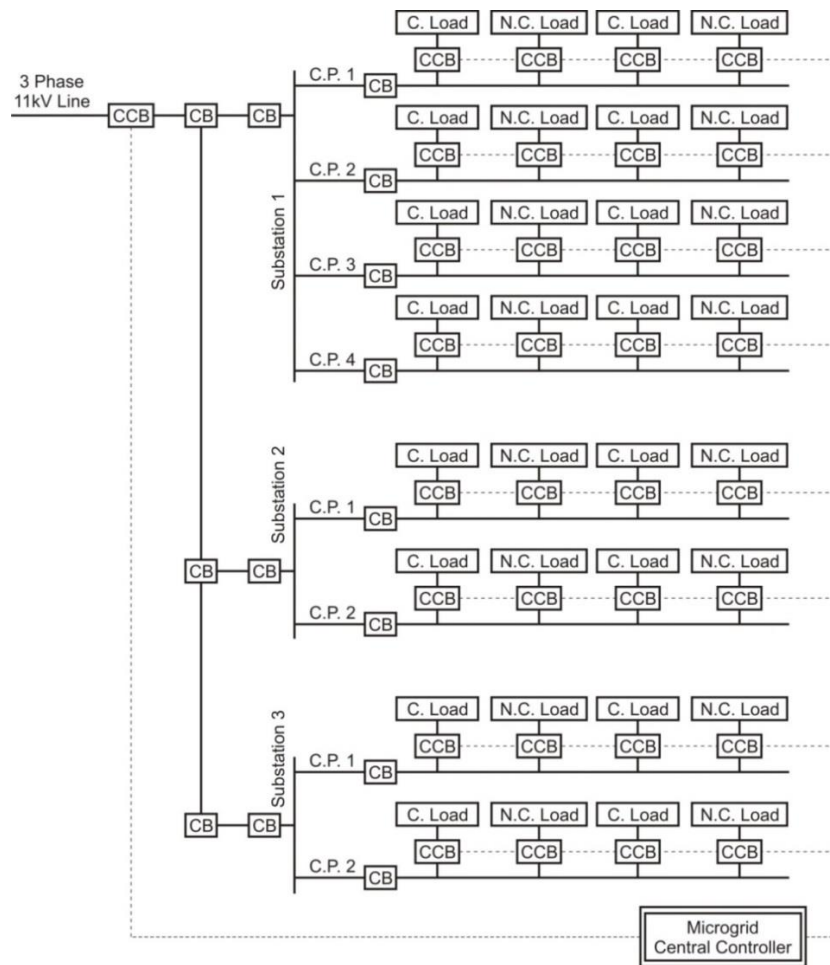 C. Load N.C. Load C. Load N.C. Load
CCB CCB CCB CCB
C.P. 1
CB
3 Phase
11kV Line
CCB CB CB
Substation 1
C. Load N.C. Load C. Load N.C. Load
CCB CCB CCB CCB
C.P. 2
CB
C. Load N.C. Load C. Load N.C. Load
CCB CCB CCB CCB
C.P. 3
CB
C. Load N.C. Load C. Load N.C. Load
CCB CCB CCB CCB
C.P. 4
CB
Substation 2
C. Load N.C. Load C. Load N.C. Load
CCB CCB CCB CCB
C.P. 1
CB
CB CB
C. Load N.C. Load C. Load N.C. Load
CCB CCB CCB CCB
C.P. 2
CB
Substation 3
C. Load N.C. Load C. Load N.C. Load
CCB CCB CCB CCB
C.P. 1
CB
CB CB
C. Load N.C. Load C. Load N.C. Load
CCB CCB CCB CCB
C.P. 2
CB
Microgrid
Central Controller